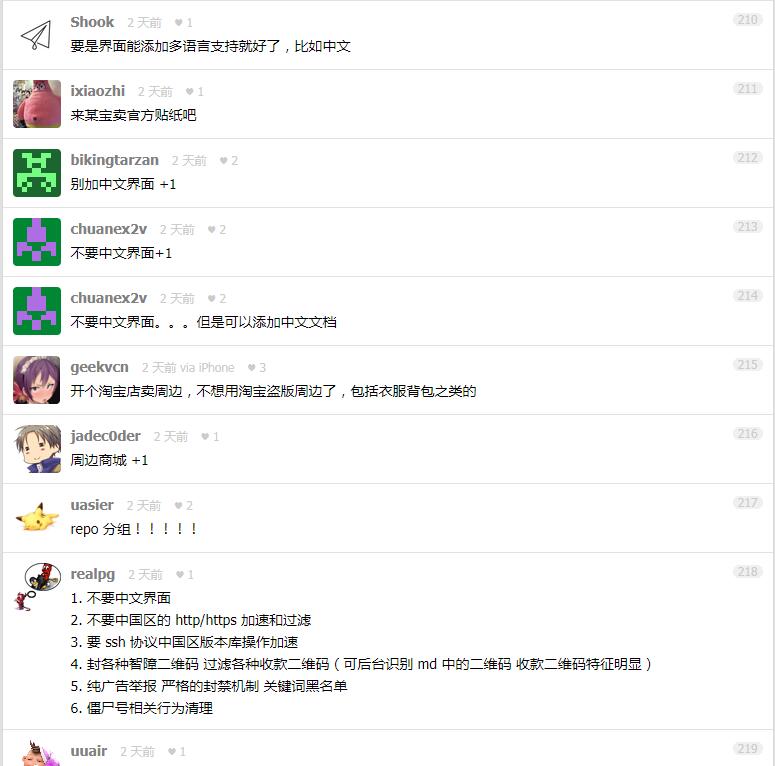 Shook 2 天前 ♥ 1 210
要是界面能添加多语言支持就好了，比如中文
ixiaozhi 2 天前 ♥ 1 211
来某宝卖官方贴纸吧
bikingtarzan 2 天前 ♥ 2 212
别加中文界面 +1
chuanex2v 2 天前 ♥ 2 213
不要中文界面+1
chuanex2v 2 天前 ♥ 2 214
不要中文界面。。。但是可以添加中文文档
geekvcn 2 天前 via iPhone ♥ 3 215
开个淘宝店卖周边，不想用淘宝盗版周边了，包括衣服背包之类的
jadec0der 2 天前 ♥ 1 216
周边商城 +1
uasier 2 天前 ♥ 2 217
repo 分组！！！！！
realpg 2 天前 ♥ 1 218
1. 不要中文界面
2. 不要中国区的 http/https 加速和过滤
3. 要 ssh 协议中国区版本库操作加速
4. 封各种智障二维码 过滤各种收款二维码（可后台识别 md 中的二维码 收款二维码特征明显）
5. 纯广告举报 严格的封禁机制 关键词黑名单
6. 僵尸号相关行为清理
uuair 2 天前 ♥ 1 219